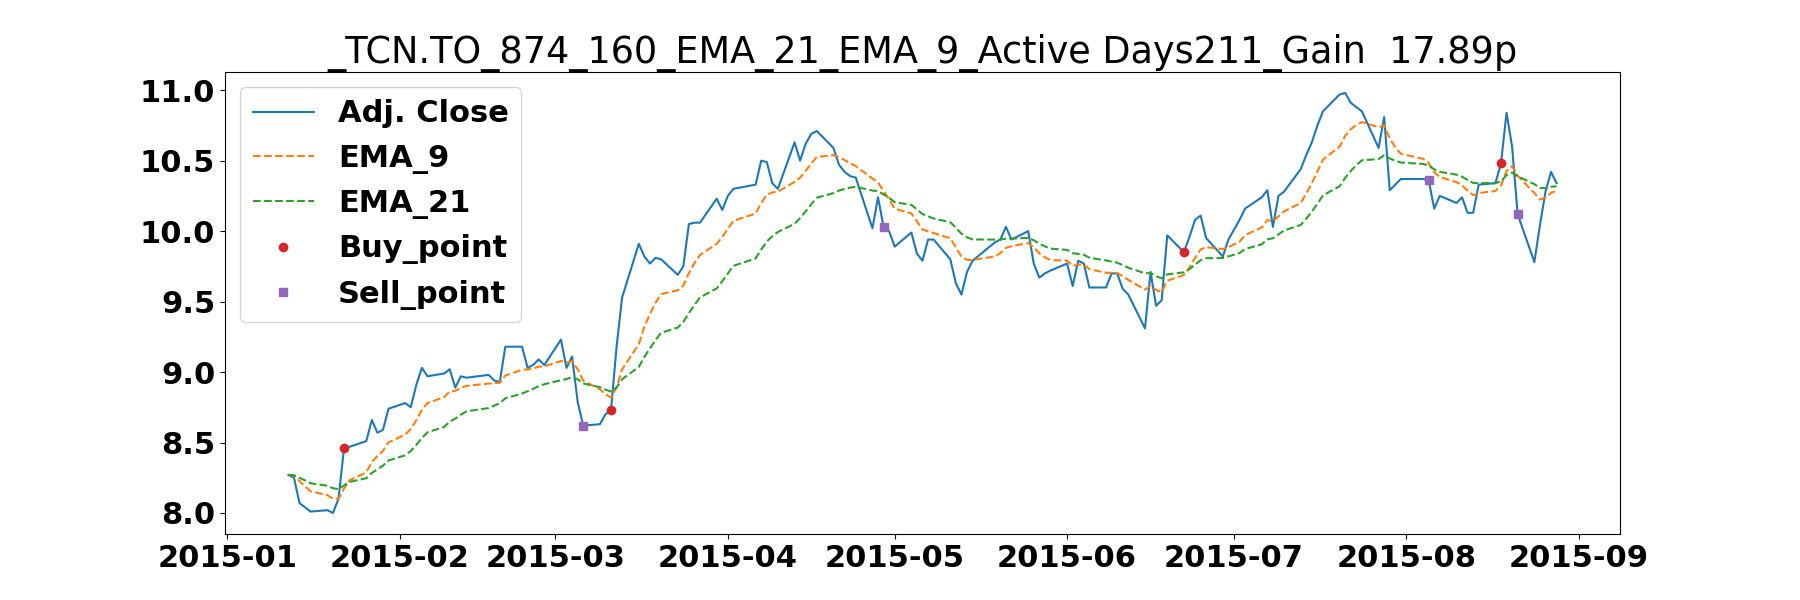 _TCN.TO_874_160_EMA_21_EMA_9_Active Days211_Gain  17.89p
11.0
10.5
10.0
9.5
9.0
8.5
8.0
Adj. Close
EMA_9
EMA_21
Buy_point
Sell_point
2015-01 2015-02 2015-03 2015-04 2015-05 2015-06 2015-07 2015-08 2015-09